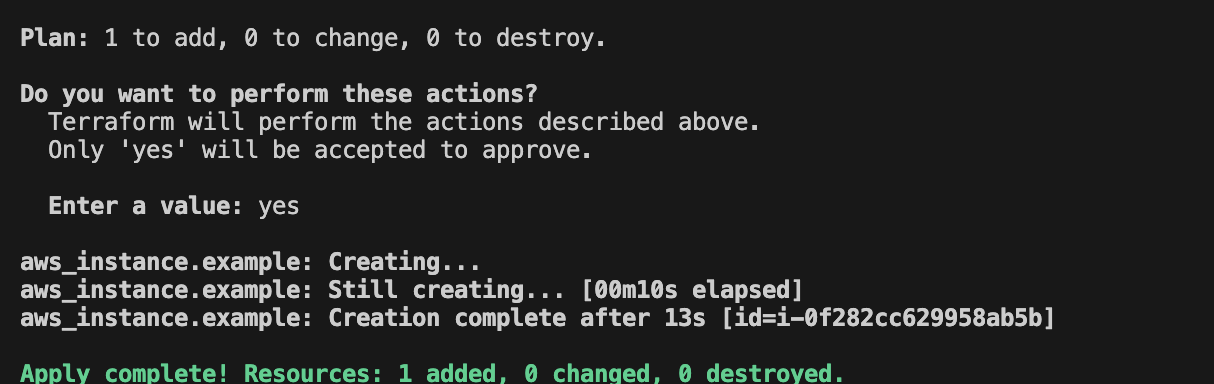 Plan: 1 to add, 0 to change, 0 to destroy.
Do you want to perform these actions?
Terraform will perform the actions described above.
Only 'yes' will be accepted to approve.
Enter a value: yes
aws_instance.example: Creating...
aws_instance.example: Still creating... [00m10s elapsed]
aws_instance.example: Creation complete after 13s [id=i-0f282cc629958ab5b]
Apply complete! Resources: 1 added, 0 changed, 0 destroyed.